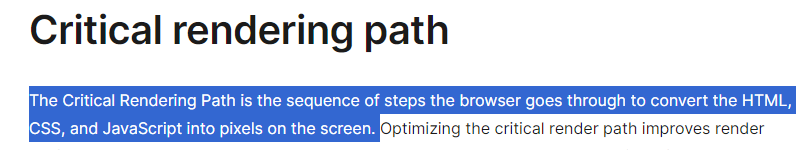 Critical rendering path
The Critical Rendering Path is the sequence of steps the browser goes through to convert the HTML,
CSS, and JavaScript into pixels on the screen. Optimizing the critical render path improves render